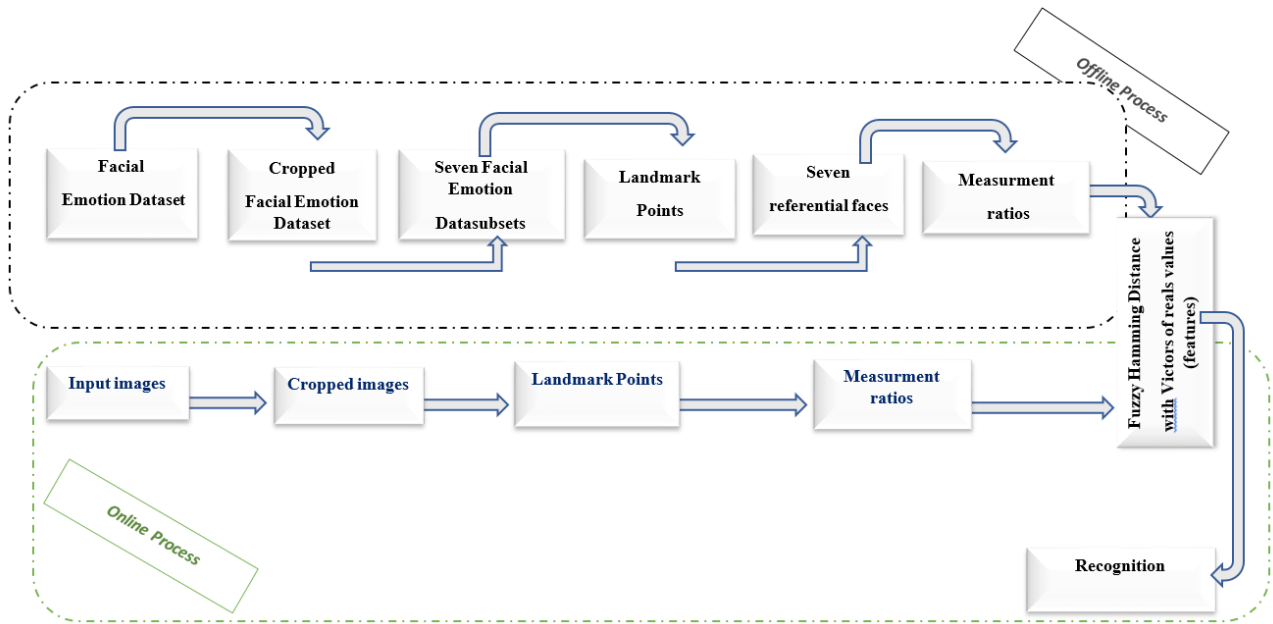 Offline Process
Facial
Emotion Dataset
Cropped
Facial Emotion
Dataset
Seven Facial
Emotion
Datasubsets
Landmark
Points
Seven
referential faces
Measurment
ratios
Fuzzy Hamming Distance
with Victors of reals values
(features)
Input images
Cropped images
Landmark Points
Measurment
ratios
Online Process
Recognition